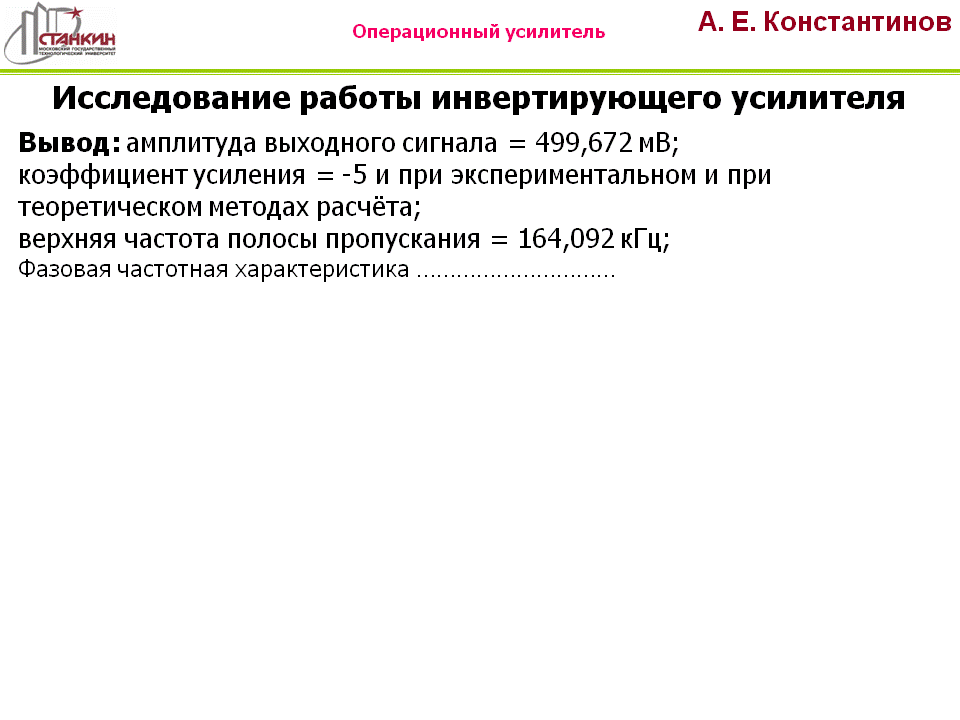 СТАНКИН
МОСКОВСКИЙ ГОСУДАРСТВЕННЫЙ
ТЕХНОЛОГИЧЕСКИЙ УНИВЕРСИТЕТ
Операционный усилитель
А. Е. Константинов
Исследование работы инвертирующего усилителя
Вывод: амплитуда выходного сигнала = 499,672 мВ;
коэффициент усиления = -5 и при экспериментальном и при
теоретическом методах расчёта;
верхняя частота полосы пропускания = 164,092 кГц;
Фазовая частотная характеристика ..............................